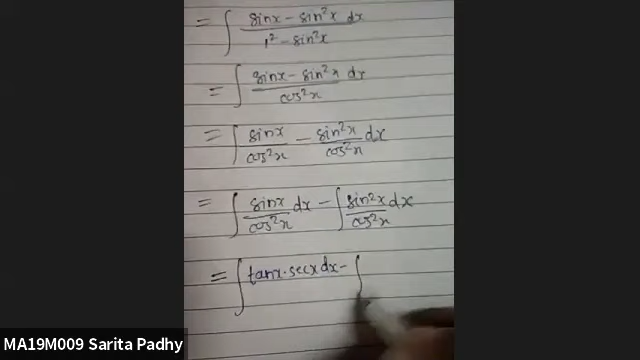 = ∫ sinx - sin²x / 1² - sin²x dx
= ∫ sinx - sin²x / cos²x dx
= ∫ sinx / cos²x - sin²x / cos²x dx
= ∫ sinx / cos²x dx - ∫ sin²x / cos²x dx
= ∫ tanx · secx dx - ∫
MA19M009 Sarita Padhy